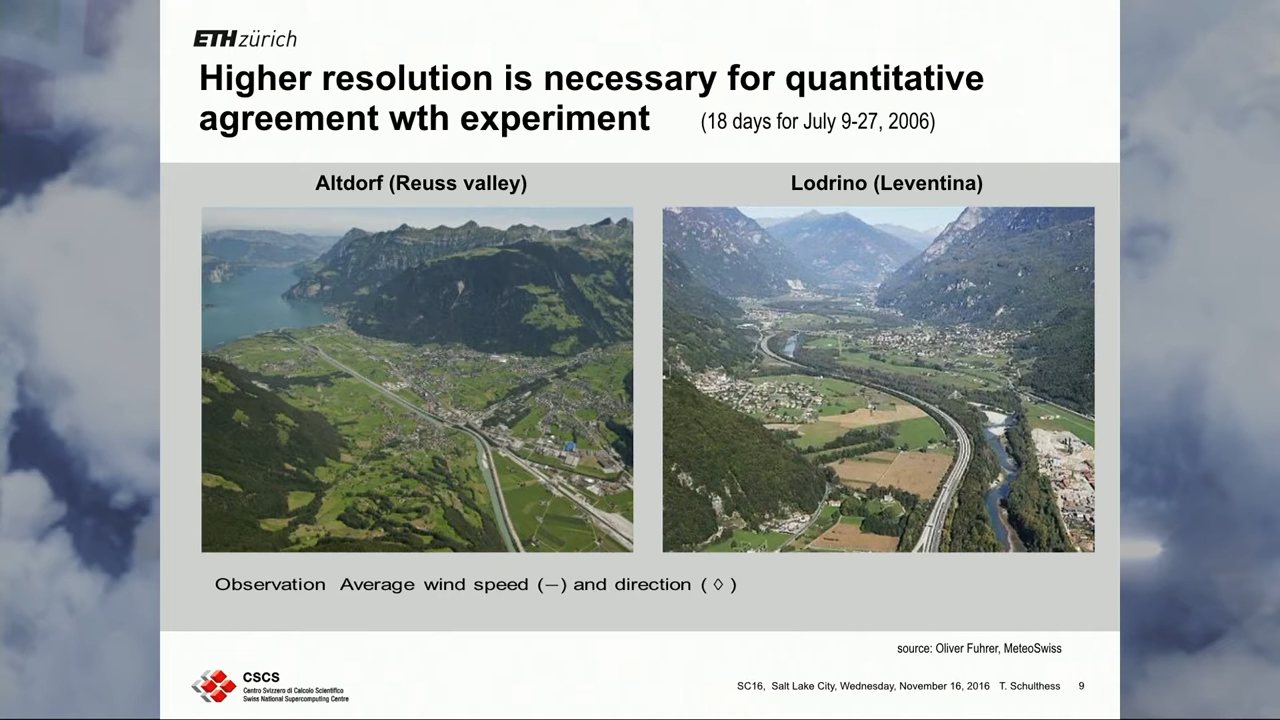 ETH zürich
Higher resolution is necessary for quantitative
agreement wth experiment (18 days for July 9-27, 2006)
Altdorf (Reuss valley) Lodrino (Leventina)
Observation Average wind speed (–) and direction ( ◊ )
source: Oliver Fuhrer, MeteoSwiss
CSCS
Centro Svizzero di Calcolo Scientifico
Swiss National Supercomputing Centre
SC16, Salt Lake City, Wednesday, November 16, 2016 T. Schulthess 9